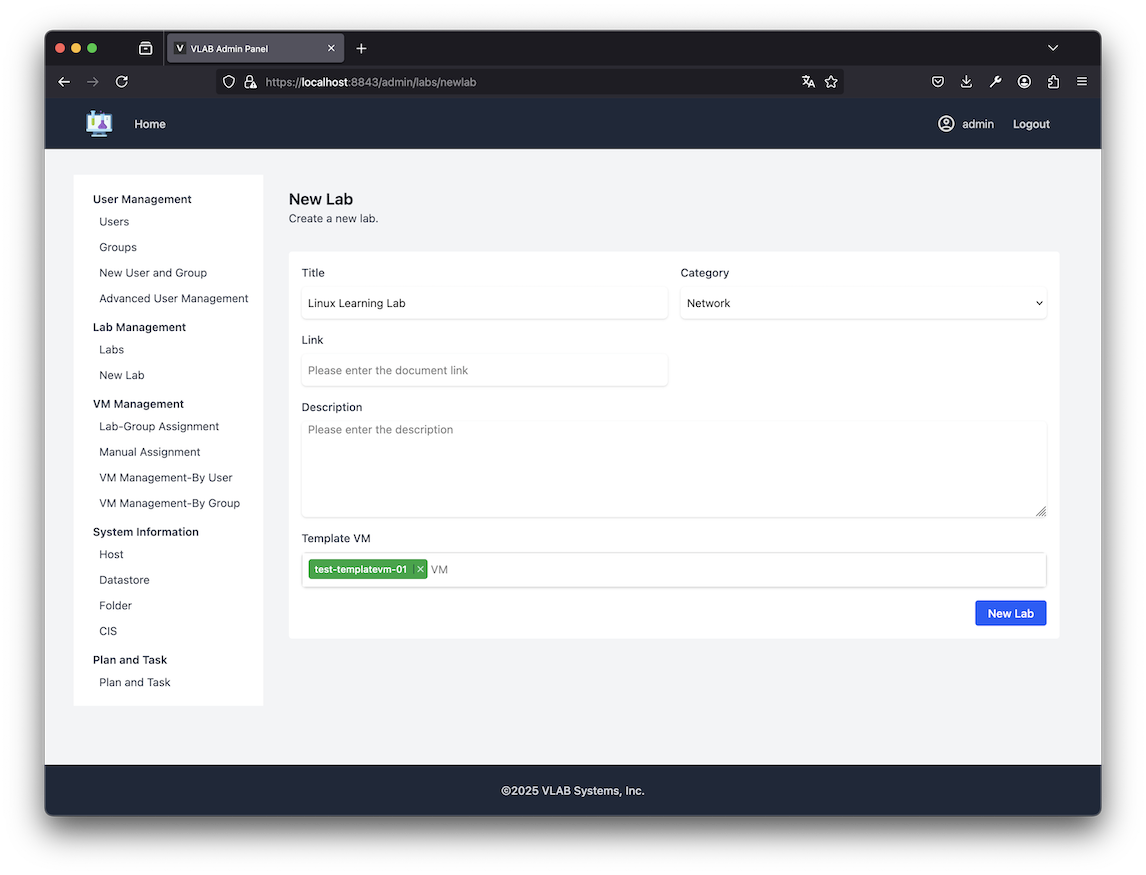 V VLAB Admin Panel
https://localhost:8843/admin/labs/newlab
Home
admin Logout
User Management
Users
Groups
New User and Group
Advanced User Management
Lab Management
Labs
New Lab
VM Management
Lab-Group Assignment
Manual Assignment
VM Management-By User
VM Management-By Group
System Information
Host
Datastore
Folder
CIS
Plan and Task
Plan and Task
New Lab
Create a new lab.
Title
Linux Learning Lab
Category
Network
Link
Please enter the document link
Description
Please enter the description
Template VM
test-templatevm-01 × VM
New Lab
©2025 VLAB Systems, Inc.